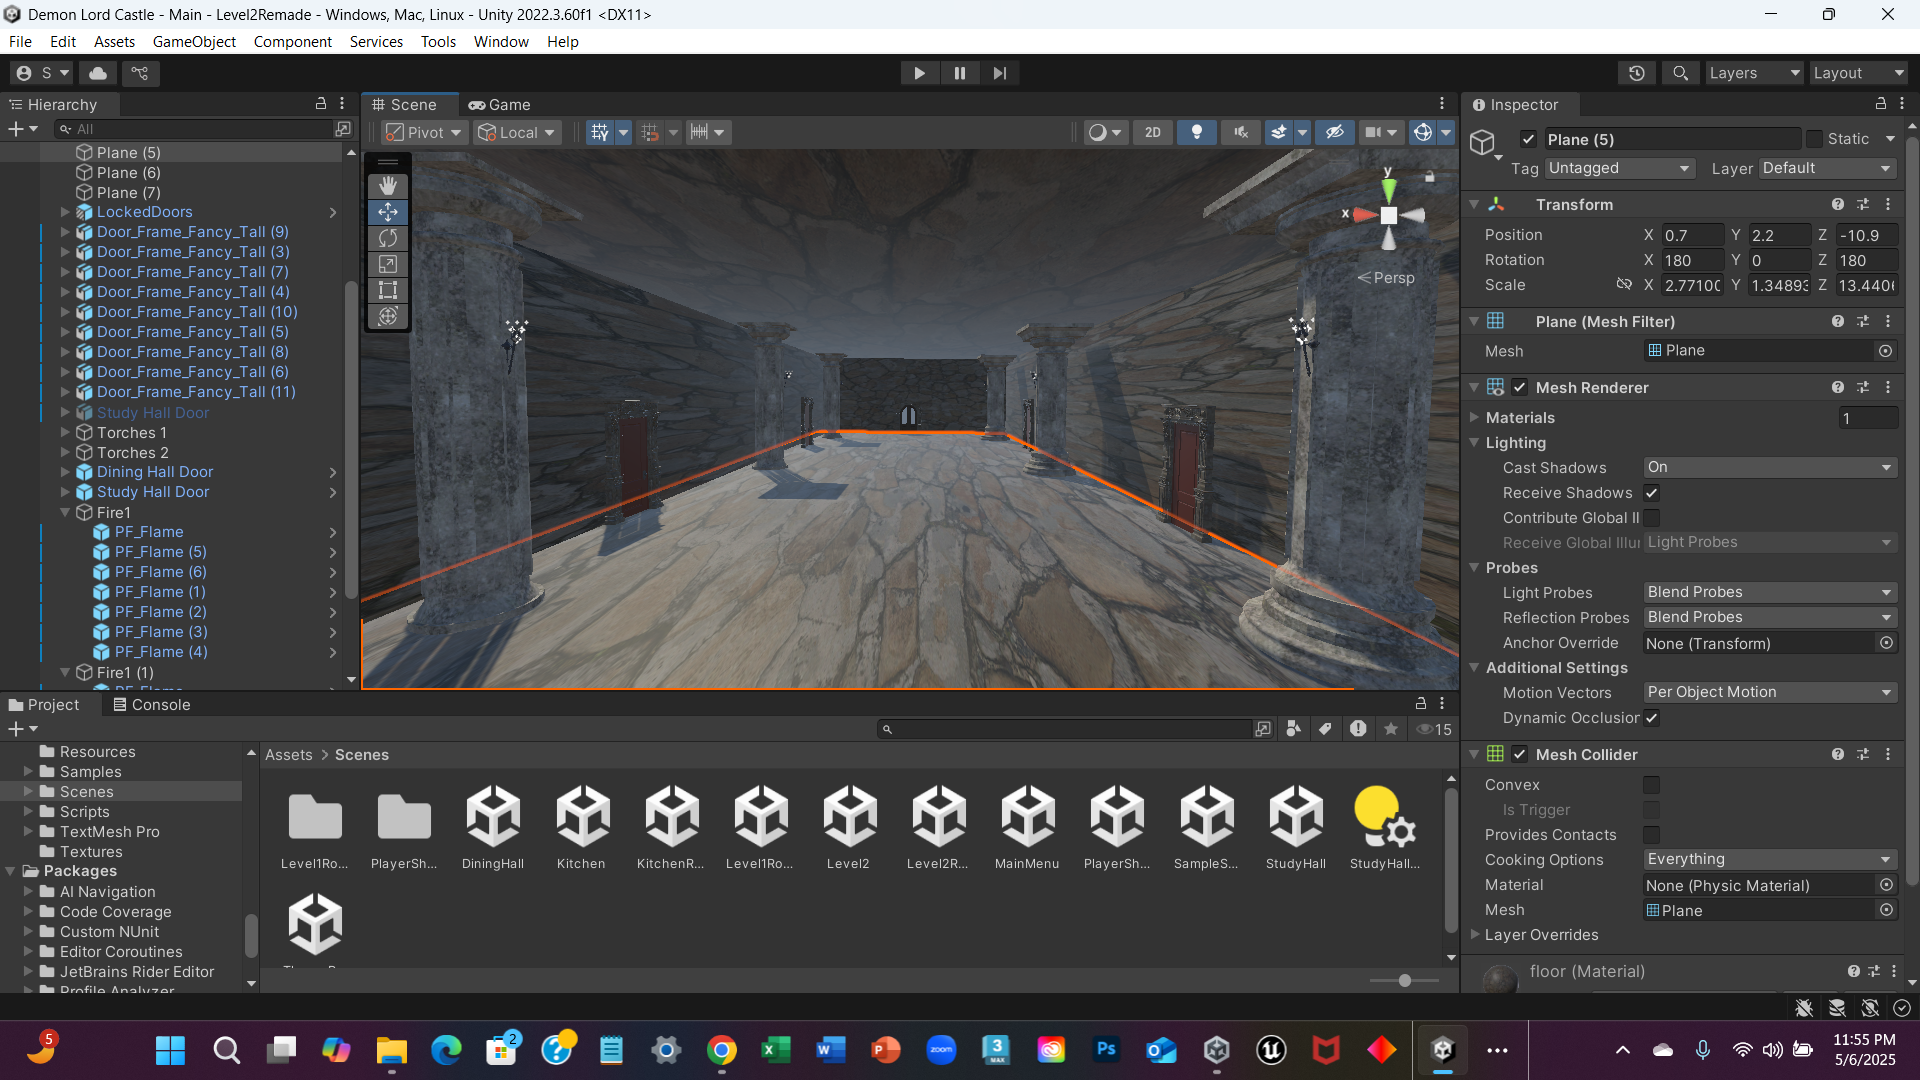 Demon Lord Castle - Main - Level2Remade - Windows, Mac, Linux - Unity 2022.3.60f1 <DX11>
File Edit Assets GameObject Component Services Tools Window Help
S
Layers
Layout
Hierarchy
Scene
Game
Inspector
All
Pivot
Local
2D
Plane (5)
Plane (6)
Plane (7)
LockedDoors
Door_Frame_Fancy_Tall (9)
Door_Frame_Fancy_Tall (3)
Door_Frame_Fancy_Tall (7)
Door_Frame_Fancy_Tall (4)
Door_Frame_Fancy_Tall (10)
Door_Frame_Fancy_Tall (5)
Door_Frame_Fancy_Tall (8)
Door_Frame_Fancy_Tall (6)
Door_Frame_Fancy_Tall (11)
Study Hall Door
Torches 1
Torches 2
Dining Hall Door
Study Hall Door
Fire1
PF_Flame
PF_Flame (5)
PF_Flame (6)
PF_Flame (1)
PF_Flame (2)
PF_Flame (3)
PF_Flame (4)
Fire1 (1)
y
x
Persp
Plane (5)
Static
Tag Untagged
Layer Default
Transform
Position X 0.7 Y 2.2 Z -10.9
Rotation X 180 Y 0 Z 180
Scale X 2.7710 Y 1.3489 Z 13.440
Plane (Mesh Filter)
Mesh Plane
Mesh Renderer
Materials 1
Lighting
Cast Shadows On
Receive Shadows
Contribute Global Il
Receive Global Illu Light Probes
Probes
Light Probes Blend Probes
Reflection Probes Blend Probes
Anchor Override None (Transform)
Additional Settings
Motion Vectors Per Object Motion
Dynamic Occlusion
Mesh Collider
Convex
Is Trigger
Provides Contacts
Cooking Options Everything
Material None (Physic Material)
Mesh Plane
Layer Overrides
floor (Material)
Project
Console
15
Resources
Samples
Scenes
Scripts
TextMesh Pro
Textures
Packages
AI Navigation
Code Coverage
Custom NUnit
Editor Coroutines
JetBrains Rider Editor
Profile Analyzer
Assets > Scenes
Level1Ro...
PlayerSh...
DiningHall
Kitchen
KitchenR...
Level1Ro...
Level2
Level2R...
MainMenu
PlayerSh...
SampleS...
StudyHall
StudyHall...
5
2
zoom
3
MAX
Ps
11:55 PM
5/6/2025